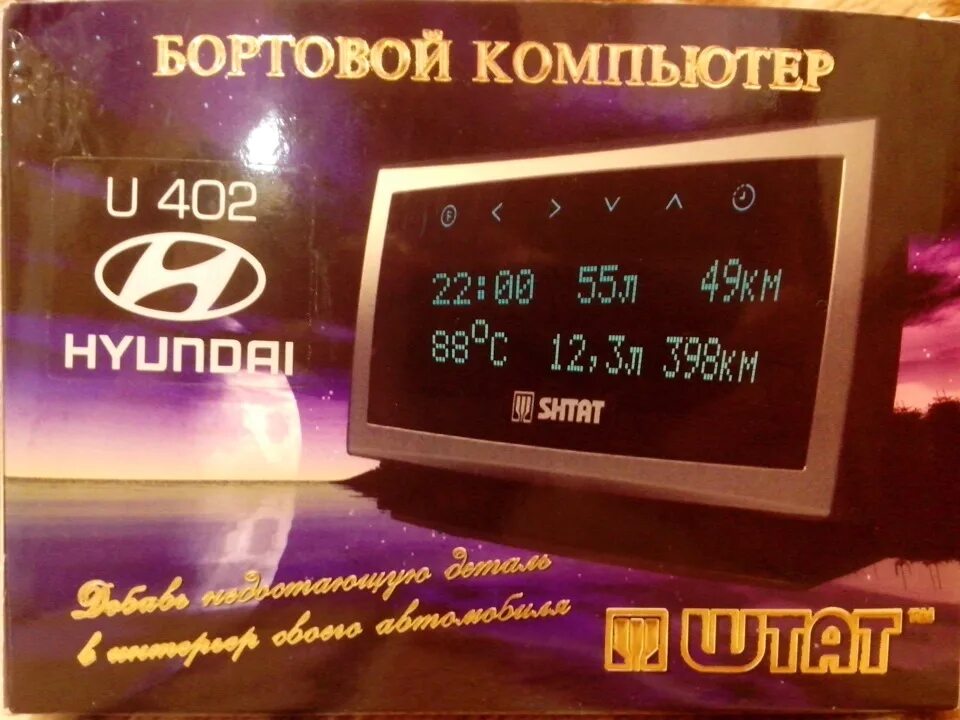 БОРТОВОЙ КОМПЬЮТЕР
U 402
HYUNDAI
22:00 55л 49км
88°C 12,3л 398км
SHTAT
Добавь недостающую деталь
в интерьер своего автомобиля
ШТАТ™